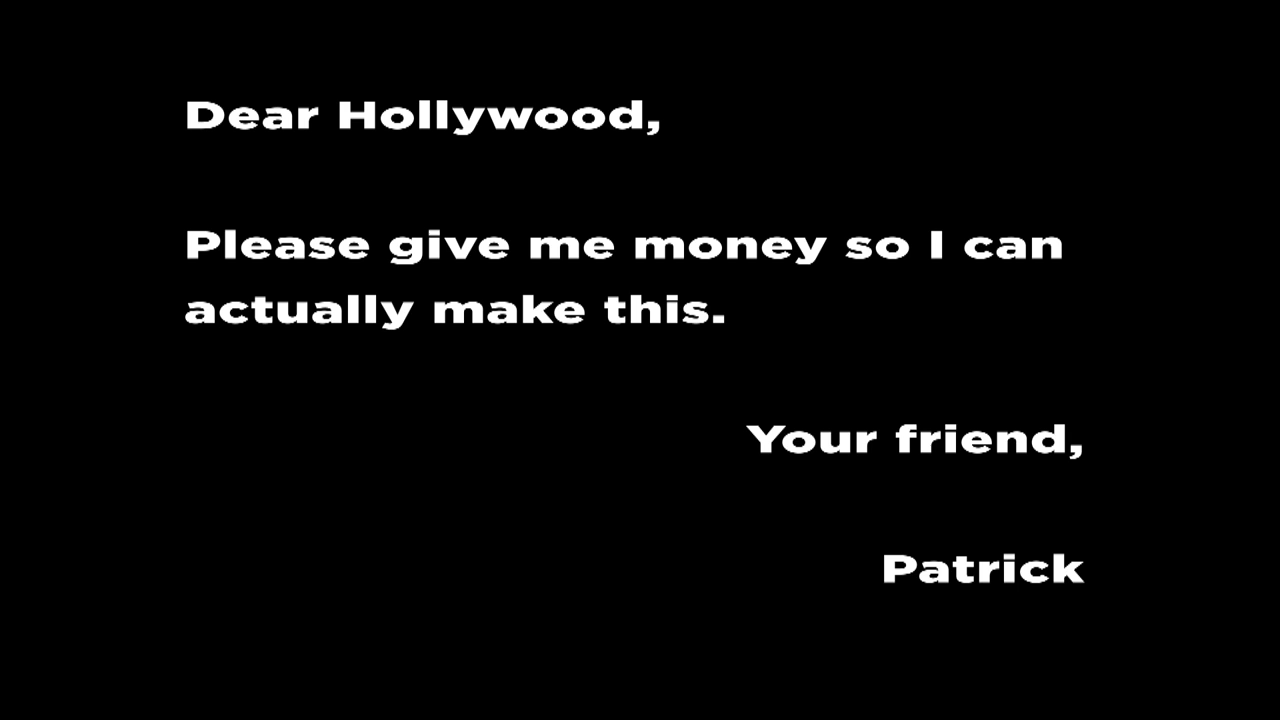 Dear Hollywood,
Please give me money so I can
actually make this.
Your friend,
Patrick